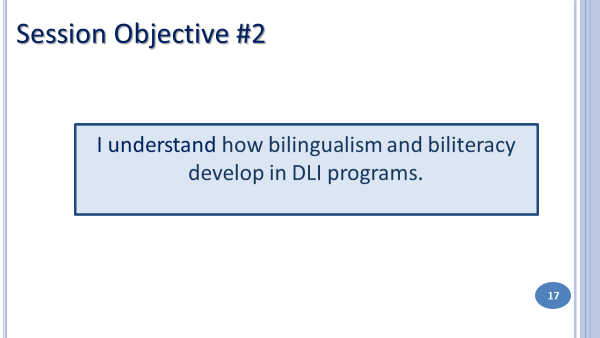 Session Objective #2
I understand how bilingualism and biliteracy
develop in DLI programs.
17